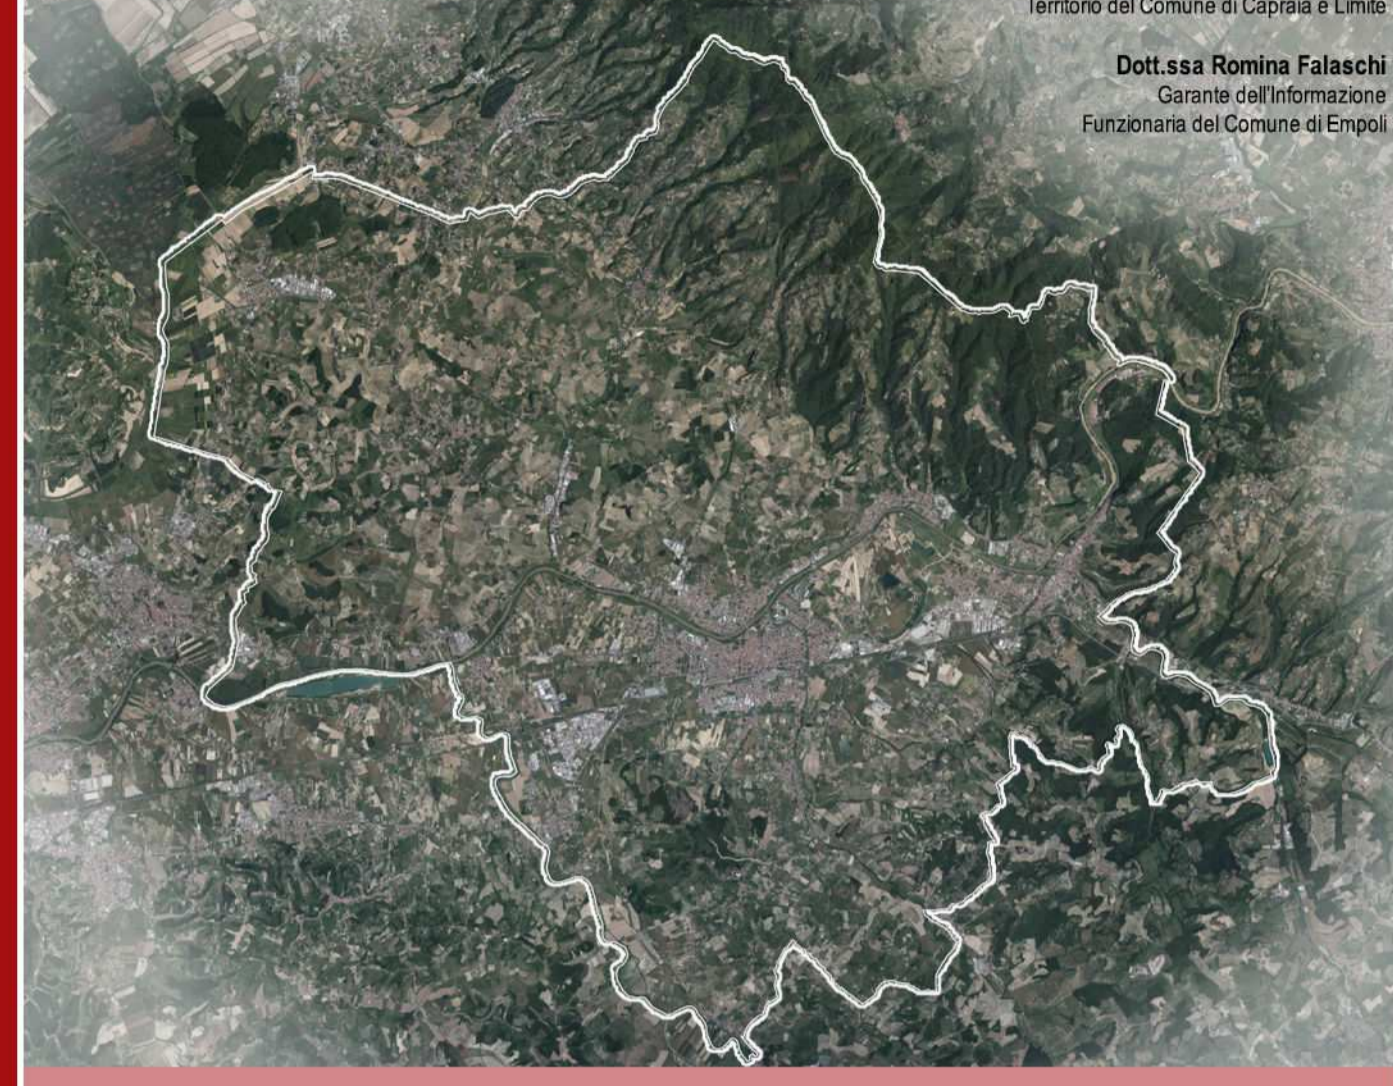 Territorio del Comune di Capraia e Limite
Dott.ssa Romina Falaschi
Garante dell'Informazione
Funzionaria del Comune di Empoli